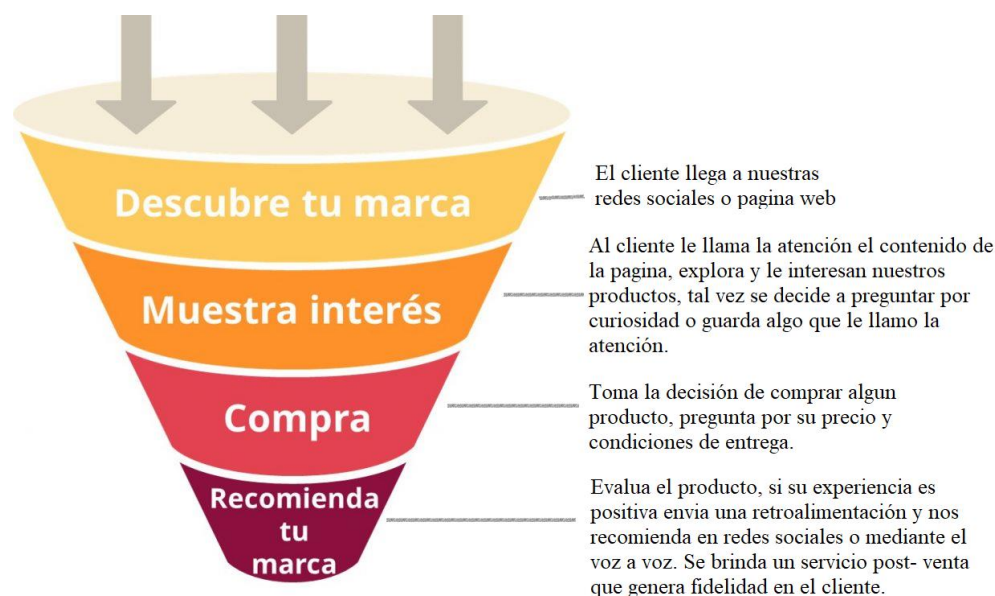 Descubre tu marca
El cliente llega a nuestras
redes sociales o pagina web
Muestra interés
Al cliente le llama la atención el contenido de
la pagina, explora y le interesan nuestros
productos, tal vez se decide a preguntar por
curiosidad o guarda algo que le llamo la
atención.
Compra
Toma la decisión de comprar algun
producto, pregunta por su precio y
condiciones de entrega.
Recomienda
tu
marca
Evalua el producto, si su experiencia es
positiva envia una retroalimentación y nos
recomienda en redes sociales o mediante el
voz a voz. Se brinda un servicio post- venta
que genera fidelidad en el cliente.